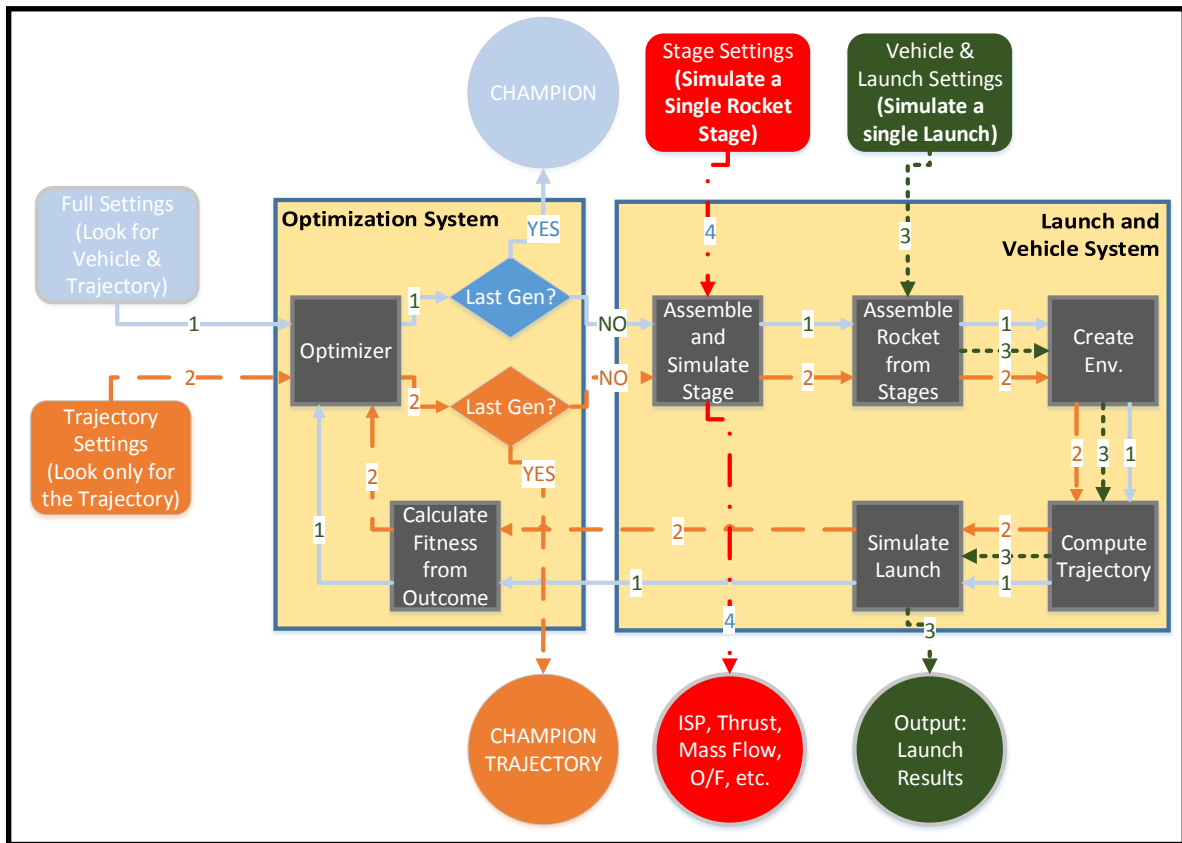 CHAMPION
Stage Settings
(Simulate a
Single Rocket
Stage)
Vehicle &
Launch Settings
(Simulate a
single Launch)
Full Settings
(Look for
Vehicle &
Trajectory)
Optimization System
YES
Launch and
Vehicle System
4
3
1
1
Last Gen?
NO
Optimizer
Assemble
and
Simulate
Stage
1
2
Assemble
Rocket
from
Stages
1
3
2
Create
Env.
2
2
Last Gen?
NO
YES
Trajectory
Settings
(Look only for
the Trajectory)
2
1
2
3
1
Calculate
Fitness
from
Outcome
2
1
Simulate
Launch
2
3
1
Compute
Trajectory
4
3
CHAMPION
TRAJECTORY
ISP, Thrust,
Mass Flow,
O/F, etc.
Output:
Launch
Results